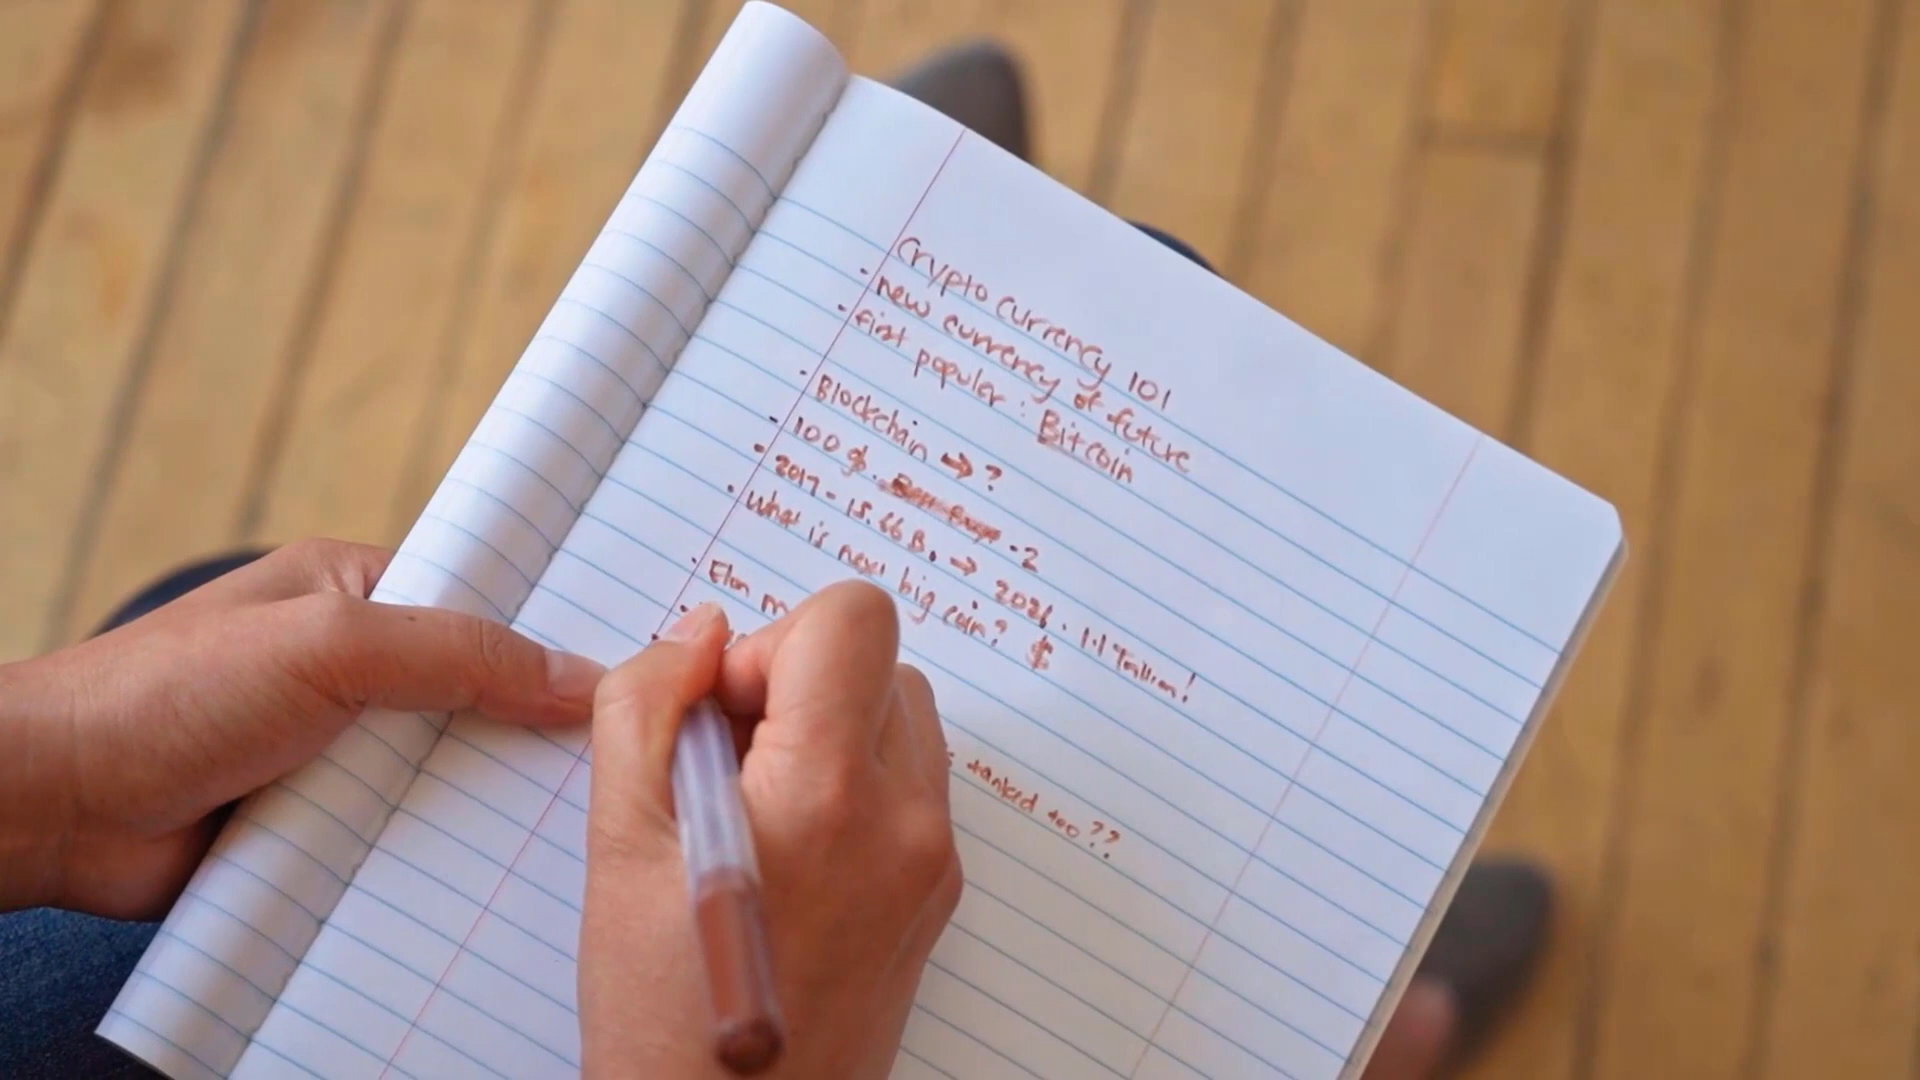 Crypto Currency 101
· new currency of future
· first popular : Bitcoin
· Blockchain → ?
- 100 $. - 2
- 2017 - 15.66B. → 2021. 1.1 Trillion!
· What is next big coin? $
· Elon m
tanked too??